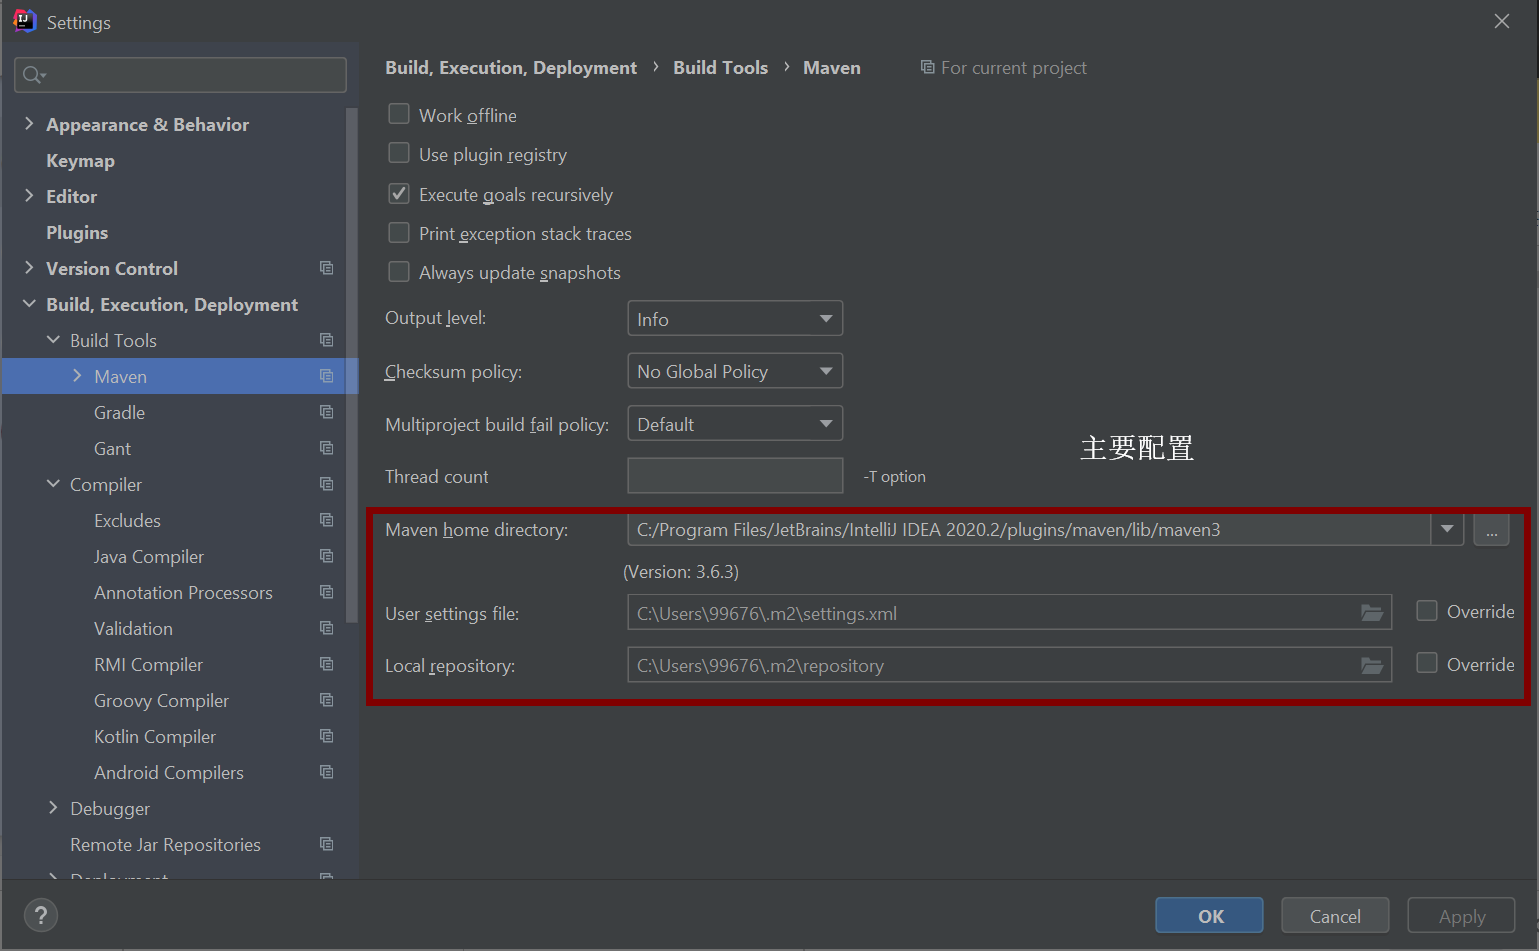 Settings
Build, Execution, Deployment › Build Tools › Maven For current project
Appearance & Behavior
Keymap
Editor
Plugins
Version Control
Build, Execution, Deployment
Build Tools
Maven
Gradle
Gant
Compiler
Excludes
Java Compiler
Annotation Processors
Validation
RMI Compiler
Groovy Compiler
Kotlin Compiler
Android Compilers
Debugger
Remote Jar Repositories
Deployment
Work offline
Use plugin registry
Execute goals recursively
Print exception stack traces
Always update snapshots
Output level: Info
Checksum policy: No Global Policy
Multiproject build fail policy: Default
主要配置
Thread count -T option
Maven home directory: C:/Program Files/JetBrains/IntelliJ IDEA 2020.2/plugins/maven/lib/maven3 ...
(Version: 3.6.3)
User settings file: C:\Users\99676\.m2\settings.xml Override
Local repository: C:\Users\99676\.m2\repository Override
? OK Cancel Apply